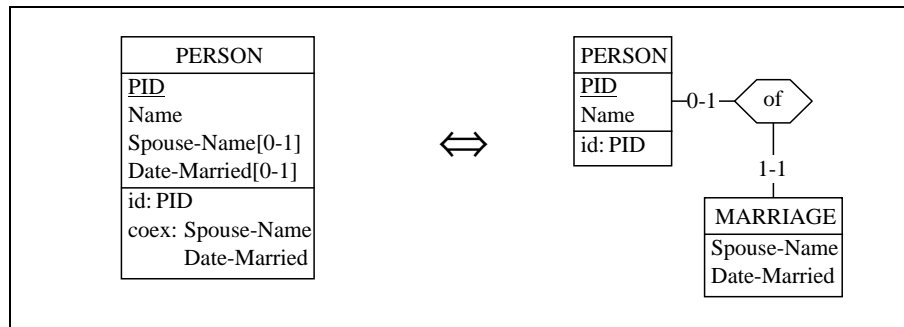 PERSON
PID
Name
Spouse-Name[0-1]
Date-Married[0-1]
id: PID
coex: Spouse-Name
Date-Married
⇔
PERSON
PID
Name
id: PID
0-1
of
1-1
MARRIAGE
Spouse-Name
Date-Married